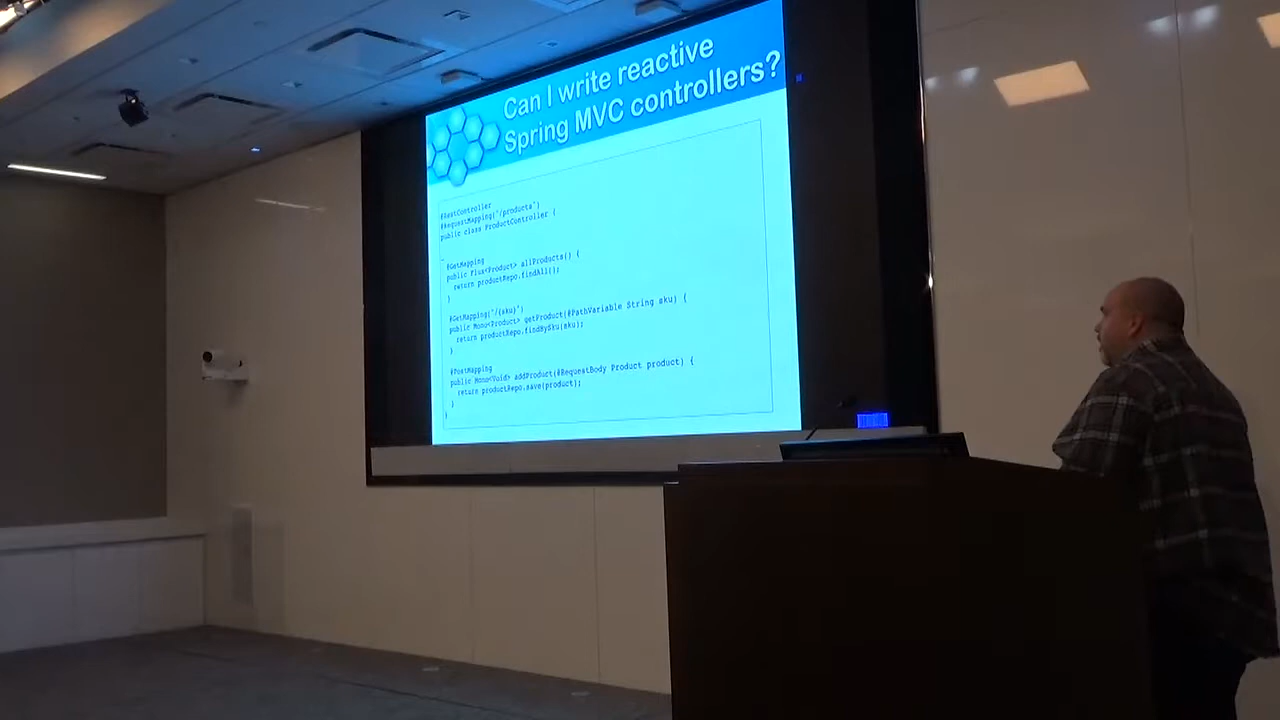 Can I write reactive
Spring MVC controllers?
@RestController
@RequestMapping("/products")
public class ProductController {
@GetMapping
public Flux<Product> allProducts() {
return productRepo.findAll();
}
@GetMapping("/{sku}")
public Mono<Product> getProduct(@PathVariable String sku) {
return productRepo.findBySku(sku);
}
@PostMapping
public Mono<Void> addProduct(@RequestBody Product product) {
return productRepo.save(product);
}
}